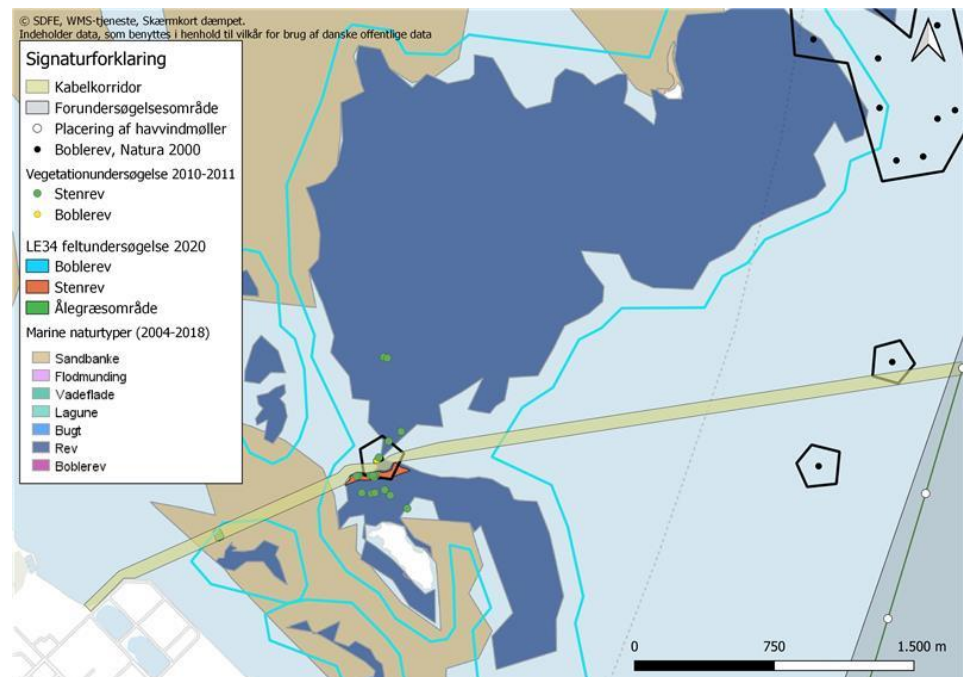 © SDFE, WMS-tjeneste, Skærmkort dæmpet.
Indeholder data, som benyttes i henhold til vilkår for brug af danske offentlige data
Signaturforklaring
Kabelkorridor
Forundersøgelsesområde
Placering af havvindmøller
Boblerev, Natura 2000
Vegetationundersøgelse 2010-2011
Stenrev
Boblerev
LE34 feltundersøgelse 2020
Boblerev
Stenrev
Ålegræsområde
Marine naturtyper (2004-2018)
Sandbanke
Flodmunding
Vadeflade
Lagune
Bugt
Rev
Boblerev
0 750 1.500 m